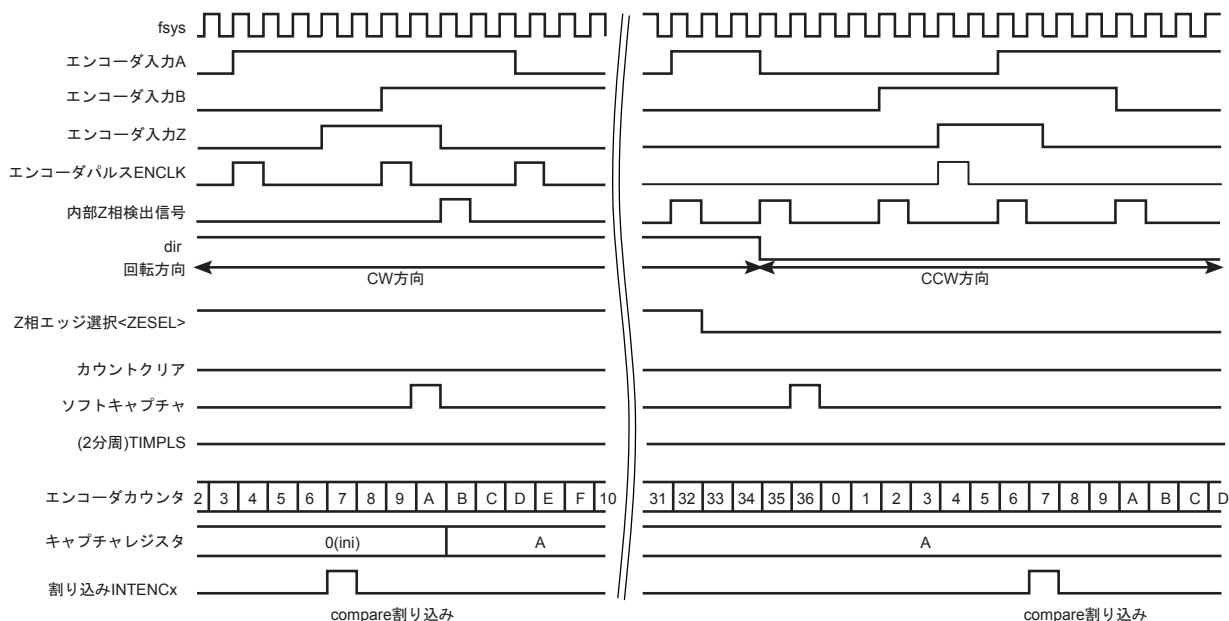 fsys
エンコーダ入力A
エンコーダ入力B
エンコーダ入力Z
エンコーダパルスENCLK
内部Z相検出信号
dir
回転方向
CW方向
CCW方向
Z相エッジ選択<ZESEL>
カウントクリア
ソフトキャプチャ
(2分周)TIMPLS
エンコーダカウンタ 2 3 4 5 6 7 8 9 A B C D E F 10 31 32 33 34 35 36 0 1 2 3 4 5 6 7 8 9 A B C D
キャプチャレジスタ 0(ini) A A
割り込みINTENCx
compare割り込み compare割り込み